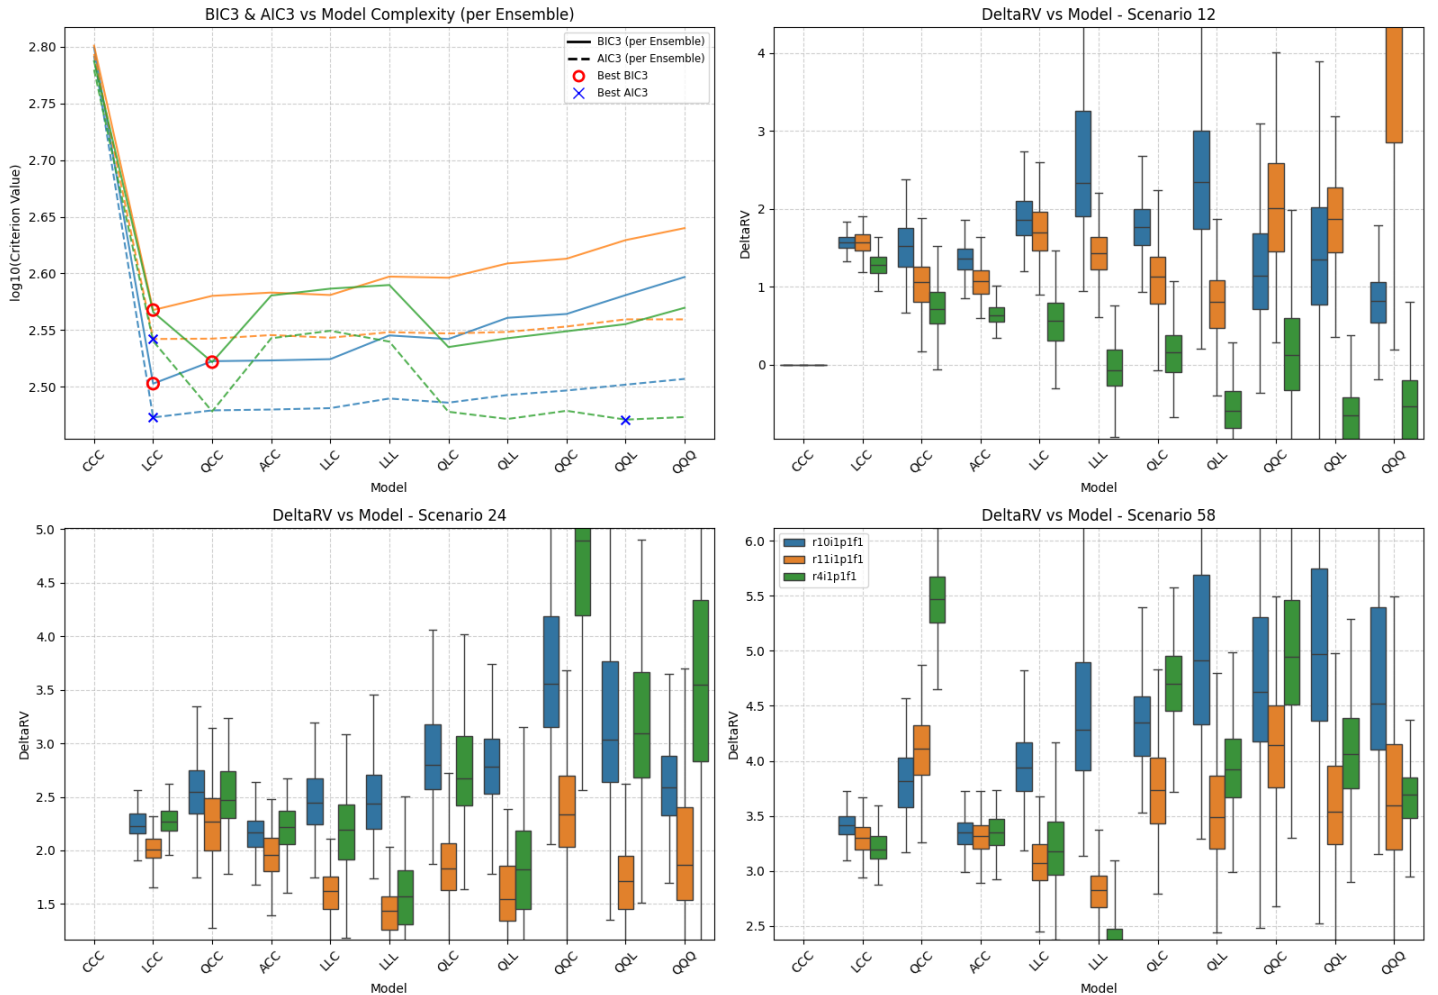 BIC3 & AIC3 vs Model Complexity (per Ensemble)
log10(Criterion Value)
2.80
2.75
2.70
2.65
2.60
2.55
2.50
BIC3 (per Ensemble)
AIC3 (per Ensemble)
Best BIC3
Best AIC3
CCC LCC QCC ACC LLC LLL QLC QLL QQC QQL QQQ
Model
DeltaRV vs Model - Scenario 12
DeltaRV
4
3
2
1
0
CCC LCC QCC ACC LLC LLL QLC QLL QQC QQL QQQ
Model
DeltaRV vs Model - Scenario 24
DeltaRV
5.0
4.5
4.0
3.5
3.0
2.5
2.0
1.5
CCC LCC QCC ACC LLC LLL QLC QLL QQC QQL QQQ
Model
DeltaRV vs Model - Scenario 58
DeltaRV
6.0
5.5
5.0
4.5
4.0
3.5
3.0
2.5
r10i1p1f1
r11i1p1f1
r4i1p1f1
CCC LCC QCC ACC LLC LLL QLC QLL QQC QQL QQQ
Model